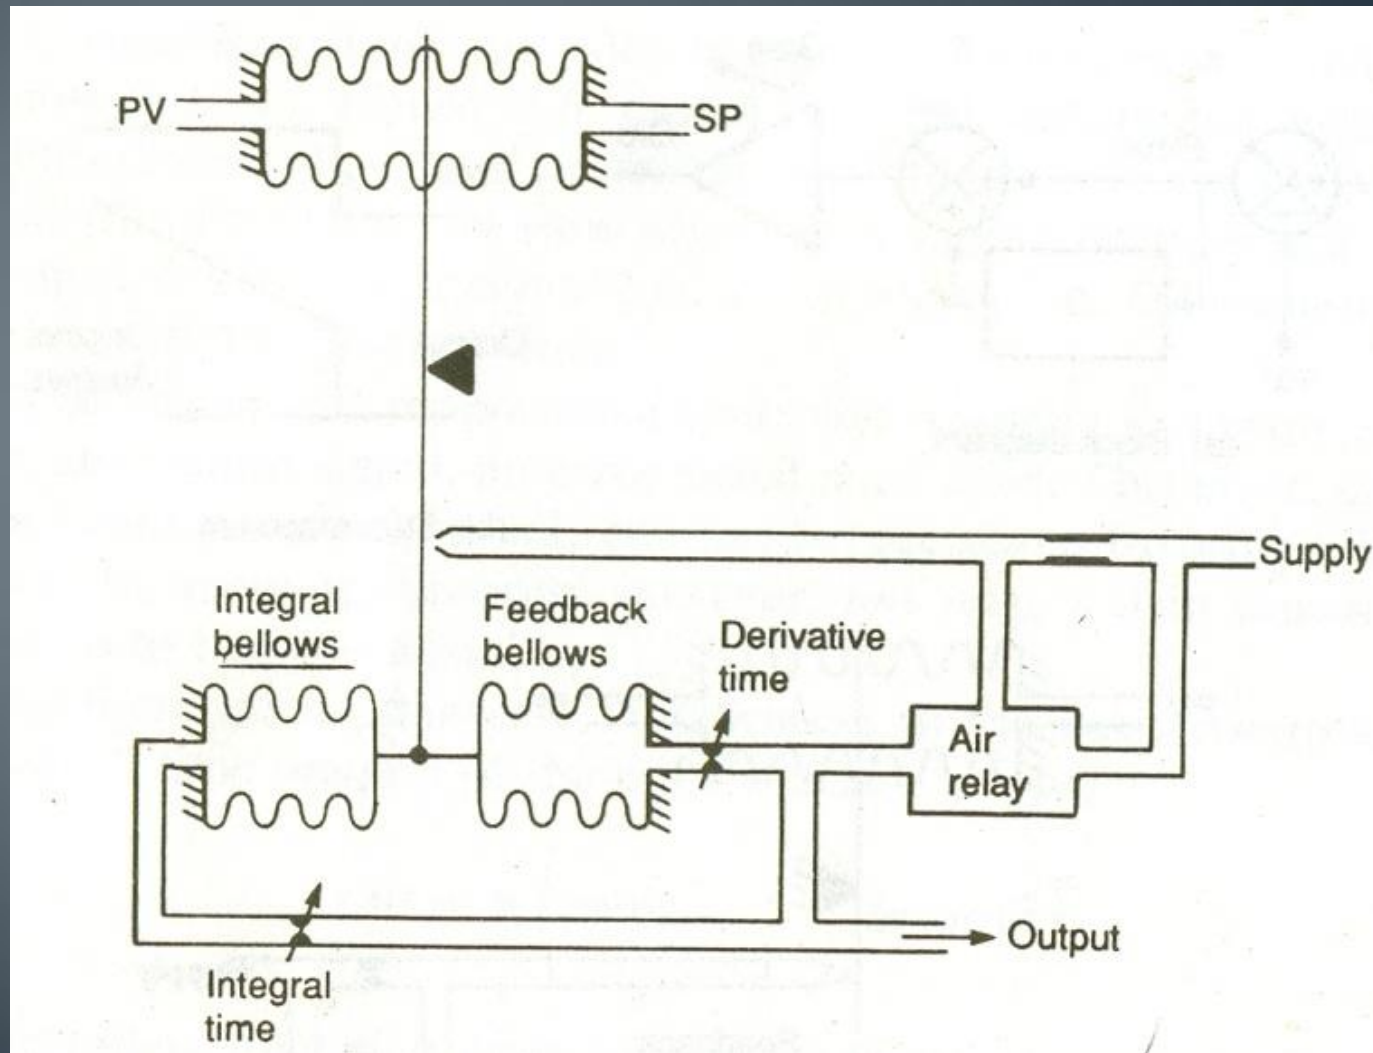 PV
SP
Supply
Integral
bellows
Feedback
bellows
Derivative
time
Air
relay
Output
Integral
time